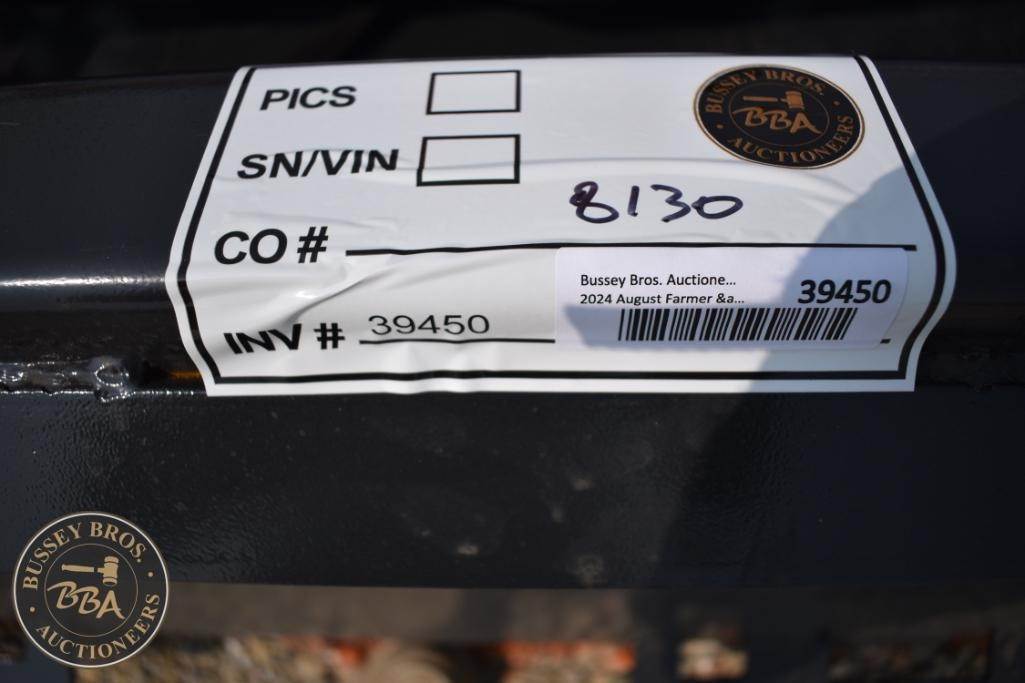 PICS
BUSSEY BROS.
BBA
AUCTIONEERS
SN/VIN
8130
CO #
Bussey Bros. Auctione...
2024 August Farmer &a...
39450
INV # 39450
BUSSEY BROS.
BBA
AUCTIONEERS